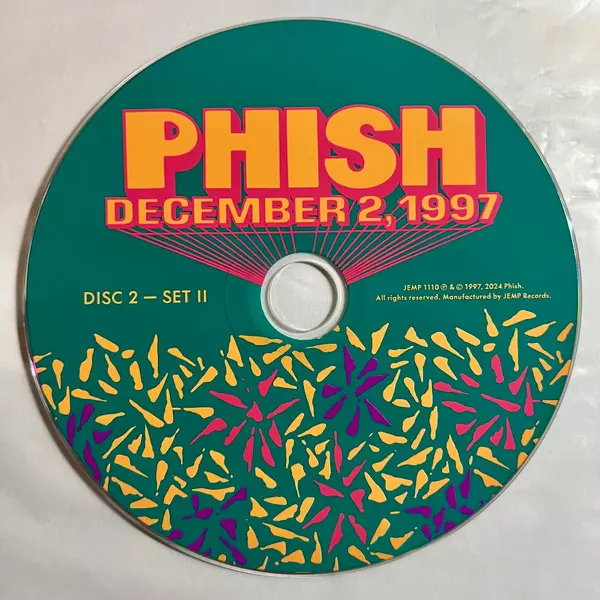 PHISH
DECEMBER 2, 1997
DISC 2 — SET II
JEMP 1110 ℗ & © 1997, 2024 Phish.
All rights reserved. Manufactured by JEMP Records.